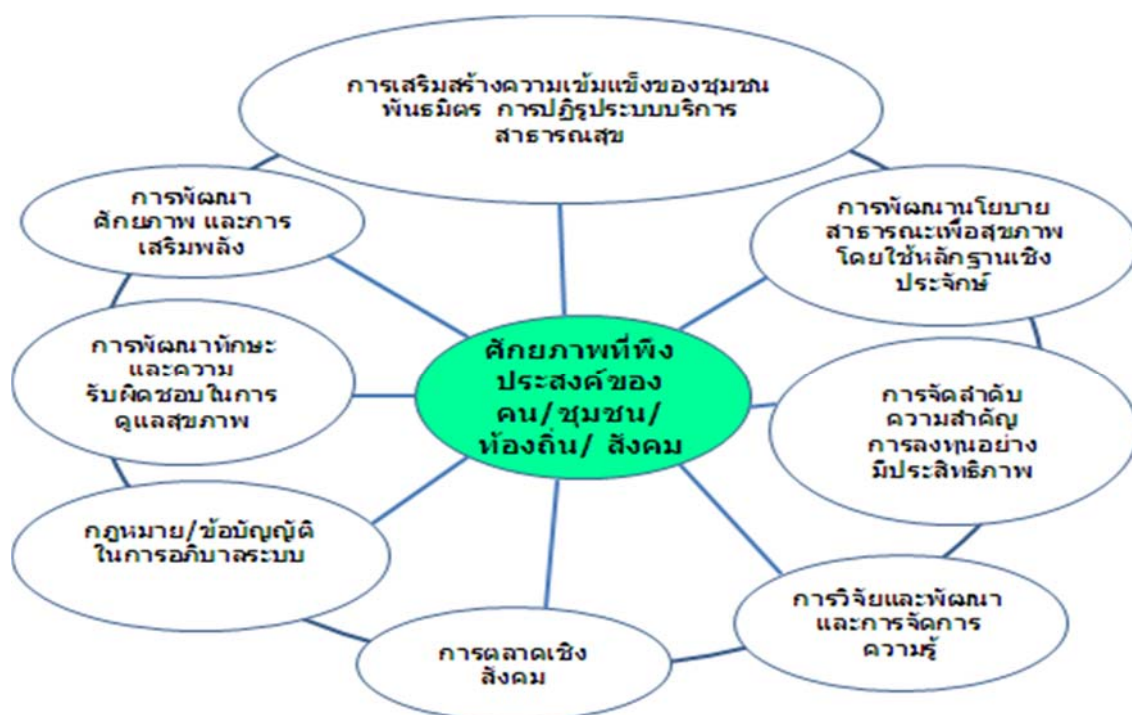 การเสริมสร้างความเข้มแข็งของชุมชน
พันธมิตร การปฏิรูประบบบริการ
สาธารณสุข
การพัฒนา
ศักยภาพ และการ
เสริมพลัง
การพัฒนานโยบาย
สาธารณะเพื่อสุขภาพ
โดยใช้หลักฐานเชิง
ประจักษ์
การพัฒนาทักษะ
และความ
รับผิดชอบในการ
ดูแลสุขภาพ
ศักยภาพที่พึง
ประสงค์ของ
คน/ชุมชน/
ท้องถิ่น/ สังคม
การจัดลำดับ
ความสำคัญ
การลงทุนอย่าง
มีประสิทธิภาพ
กฎหมาย/ข้อบัญญัติ
ในการอภิบาลระบบ
การวิจัยและพัฒนา
และการจัดการ
ความรู้
การตลาดเชิง
สังคม